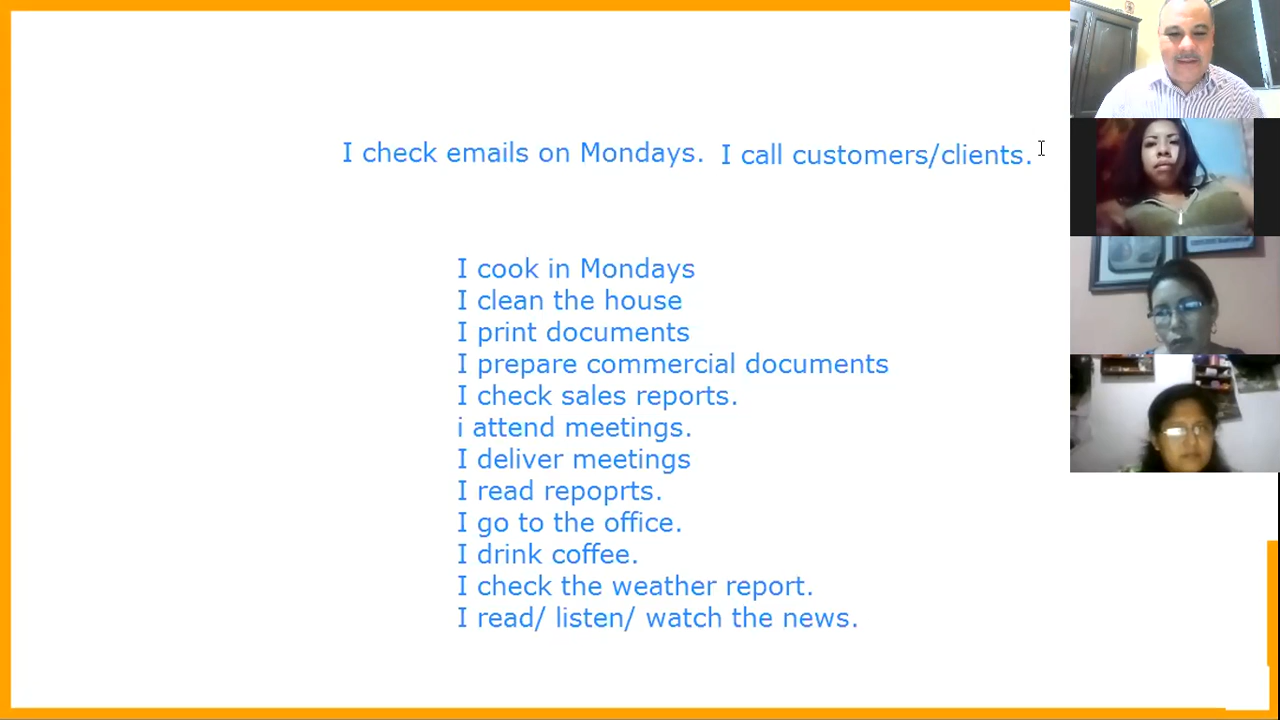 I check emails on Mondays. I call customers/clients.
I cook in Mondays
I clean the house
I print documents
I prepare commercial documents
I check sales reports.
i attend meetings.
I deliver meetings
I read repoprts.
I go to the office.
I drink coffee.
I check the weather report.
I read/ listen/ watch the news.